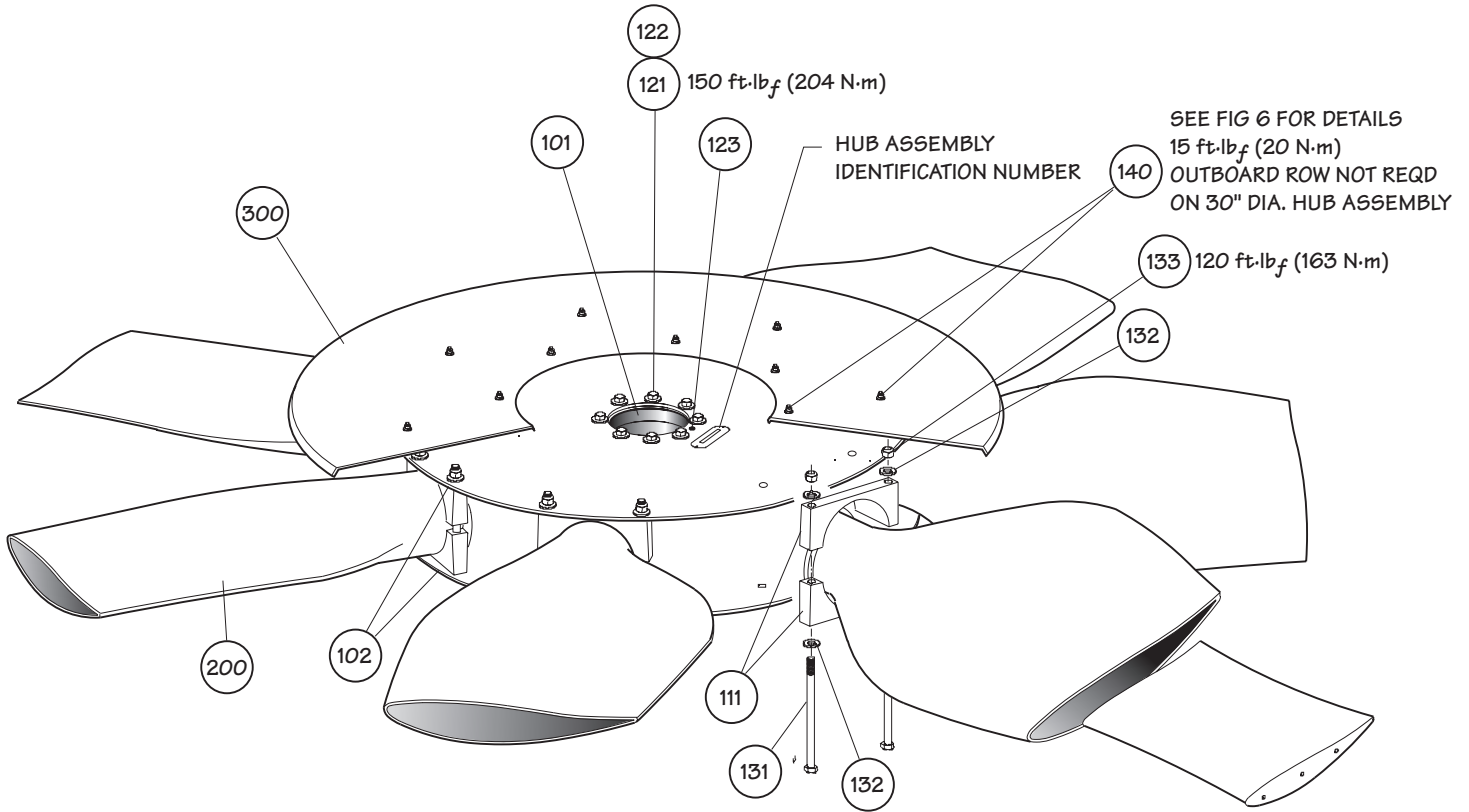 122
121 150 ft·lbf (204 N·m)
SEE FIG 6 FOR DETAILS
15 ft·lbf (20 N·m)
OUTBOARD ROW NOT REQD
ON 30" DIA. HUB ASSEMBLY
140
101
123
HUB ASSEMBLY
IDENTIFICATION NUMBER
300
133 120 ft·lbf (163 N·m)
132
200
102
111
131
132